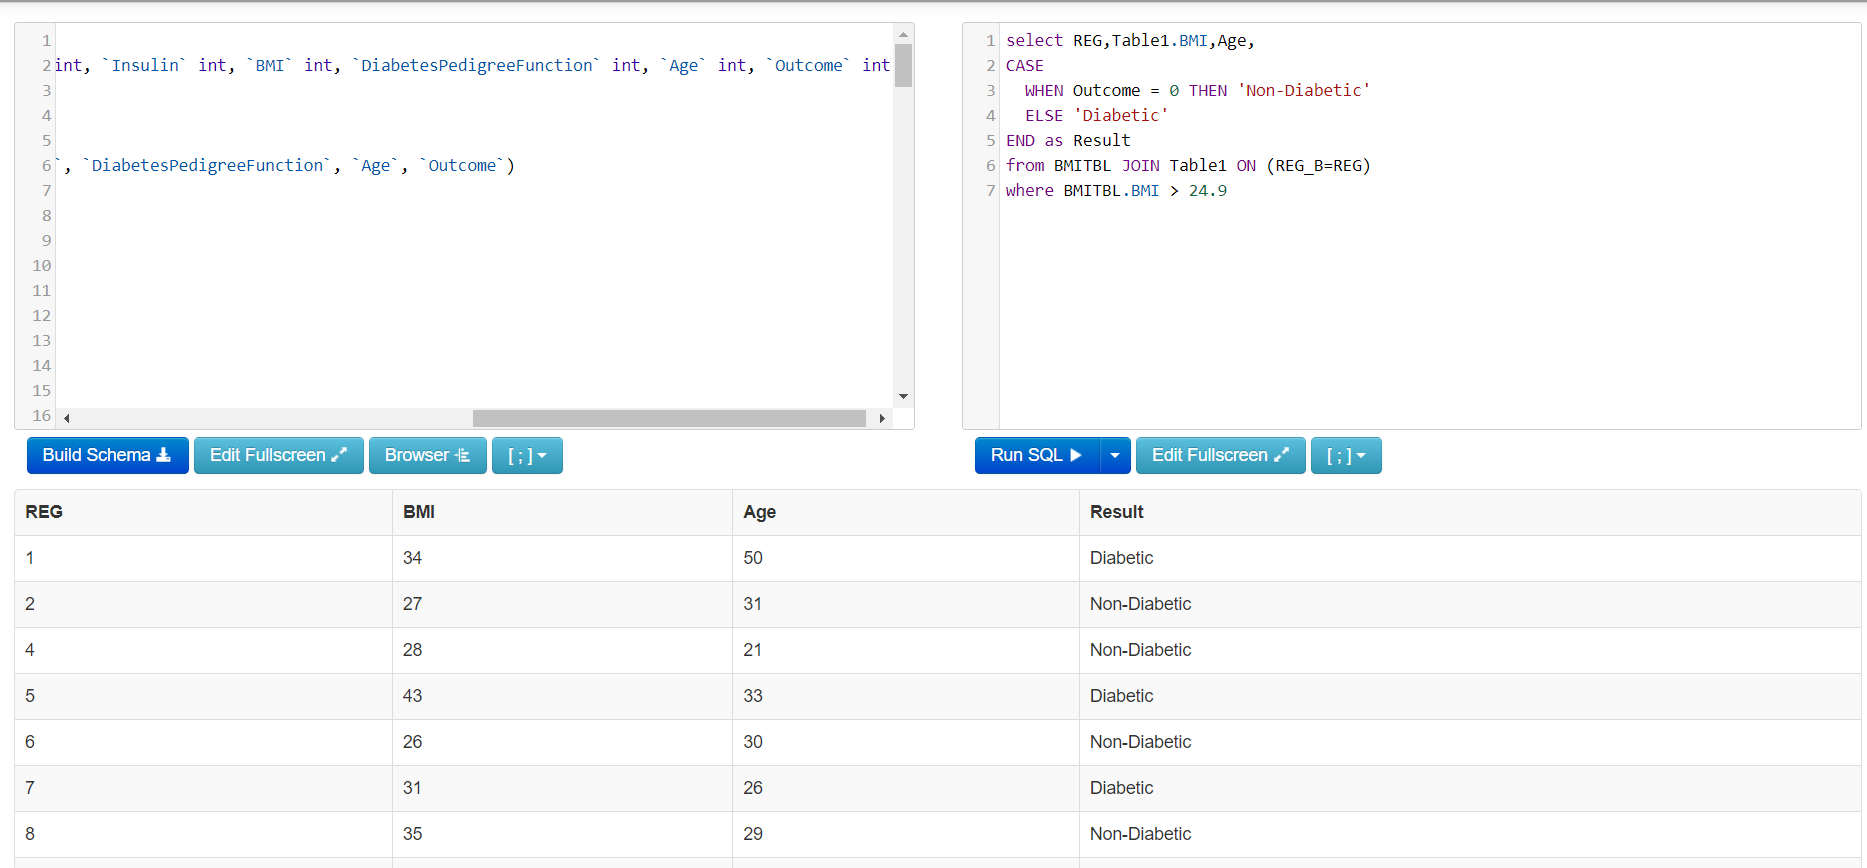 1
2 int, `Insulin` int, `BMI` int, `DiabetesPedigreeFunction` int, `Age` int, `Outcome` int
3
4
5
6 `, `DiabetesPedigreeFunction`, `Age`, `Outcome`)
7
8
9
10
11
12
13
14
15
16
Build Schema Edit Fullscreen Browser [ ; ]
1 select REG,Table1.BMI,Age,
2 CASE
3 WHEN Outcome = 0 THEN 'Non-Diabetic'
4 ELSE 'Diabetic'
5 END as Result
6 from BMITBL JOIN Table1 ON (REG_B=REG)
7 where BMITBL.BMI > 24.9
Run SQL Edit Fullscreen [ ; ]
REG BMI Age Result
1 34 50 Diabetic
2 27 31 Non-Diabetic
4 28 21 Non-Diabetic
5 43 33 Diabetic
6 26 30 Non-Diabetic
7 31 26 Diabetic
8 35 29 Non-Diabetic